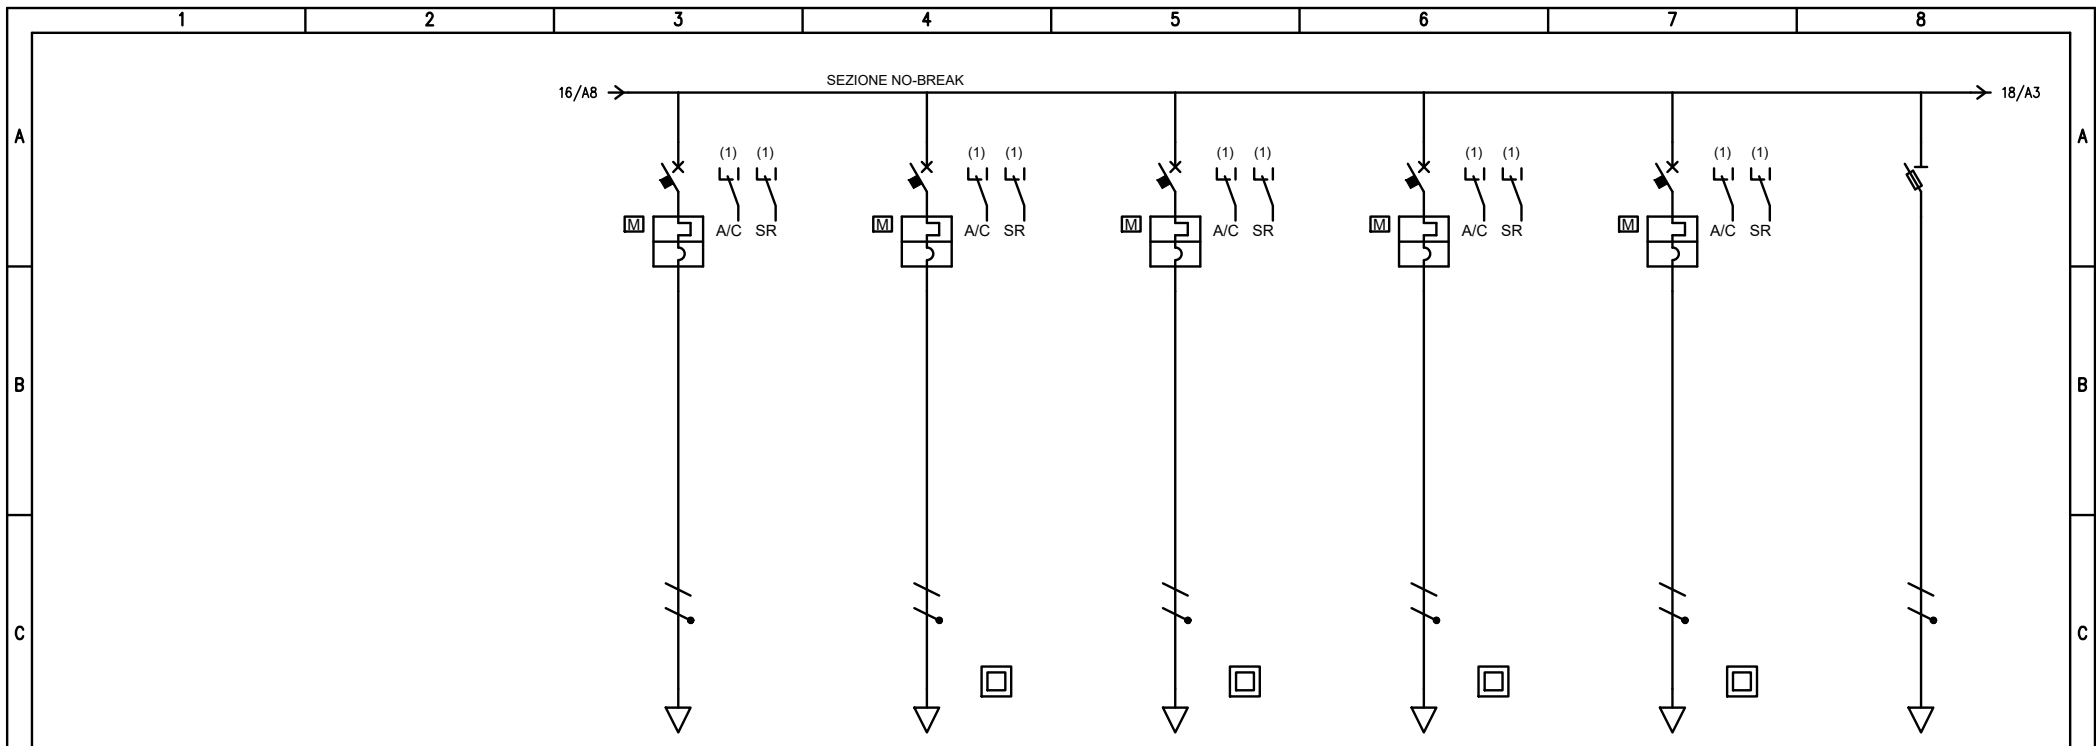 1 2 3 4 5 6 7 8
SEZIONE NO-BREAK
16/A8 18/A3
A A
(1) (1) (1) (1) (1) (1) (1) (1) (1) (1)
M A/C SR M A/C SR M A/C SR M A/C SR M A/C SR
B B
C C